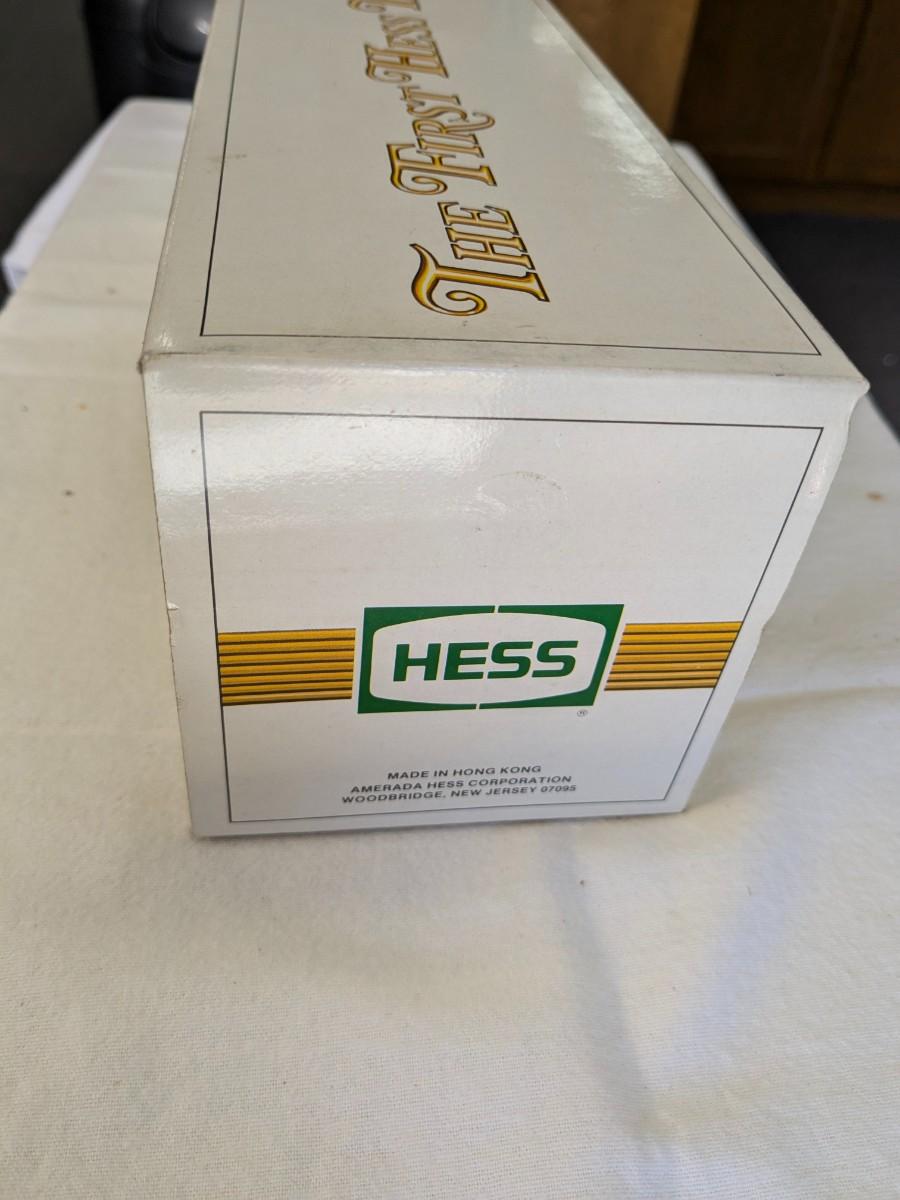 THE FIRST HESS
HESS
®
MADE IN HONG KONG
AMERADA HESS CORPORATION
WOODBRIDGE, NEW JERSEY 07095